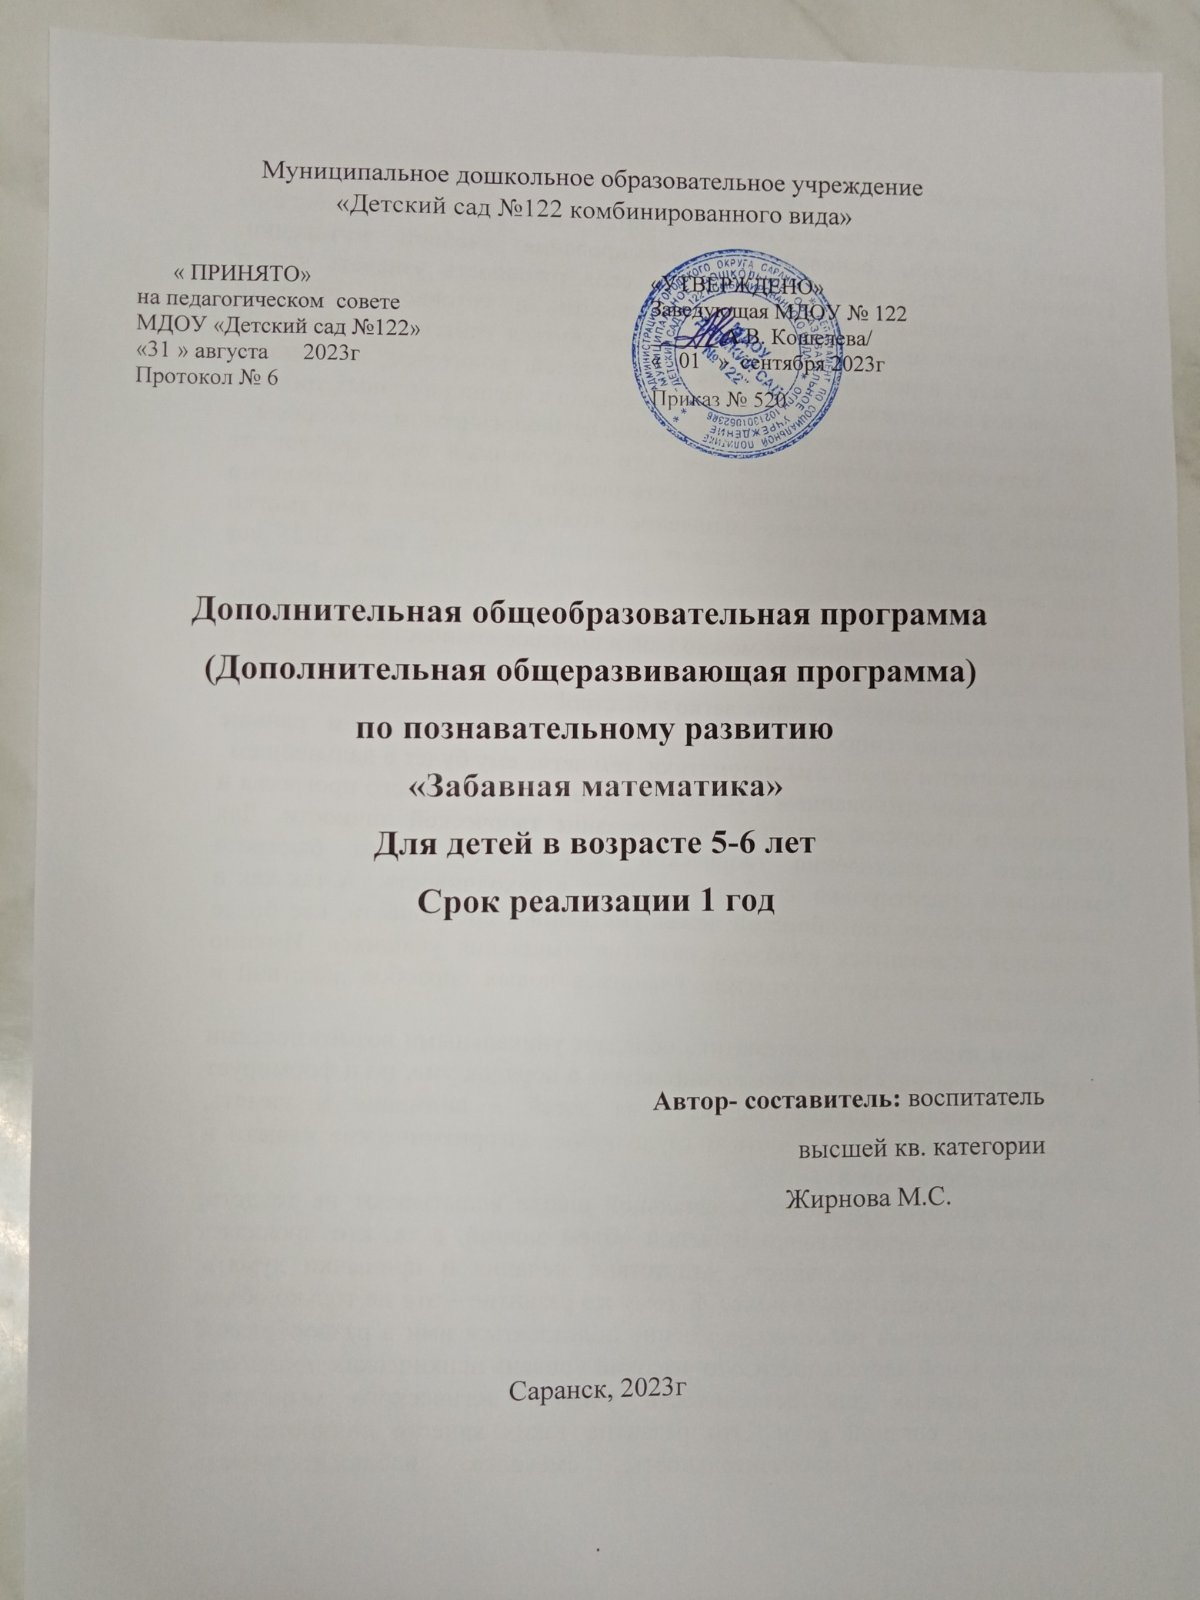 Муниципальное дошкольное образовательное учреждение
«Детский сад №122 комбинированного вида»
« ПРИНЯТО»
на педагогическом совете
МДОУ «Детский сад №122»
«31 » августа 2023г
Протокол № 6
«УТВЕРЖДЕНО»
Заведующая МДОУ № 122
В. Кошелева/
« 01 » сентября 2023г
Приказ № 520
Дополнительная общеобразовательная программа
(Дополнительная общеразвивающая программа)
по познавательному развитию
«Забавная математика»
Для детей в возрасте 5-6 лет
Срок реализации 1 год
Автор- составитель: воспитатель
высшей кв. категории
Жирнова М.С.
Саранск, 2023г